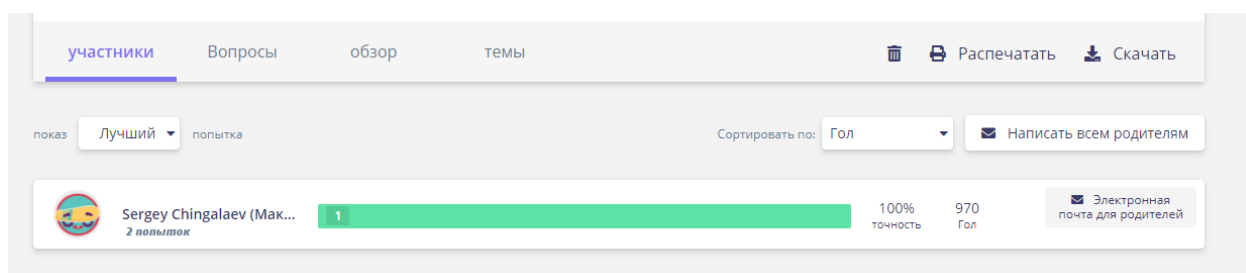 участники Вопросы обзор темы Распечатать Скачать
показ Лучший попытка Сортировать по: Гол Написать всем родителям
Sergey Chingalaev (Мак... 1 100% 970 Электронная
2 попыток точность Гол почта для родителей